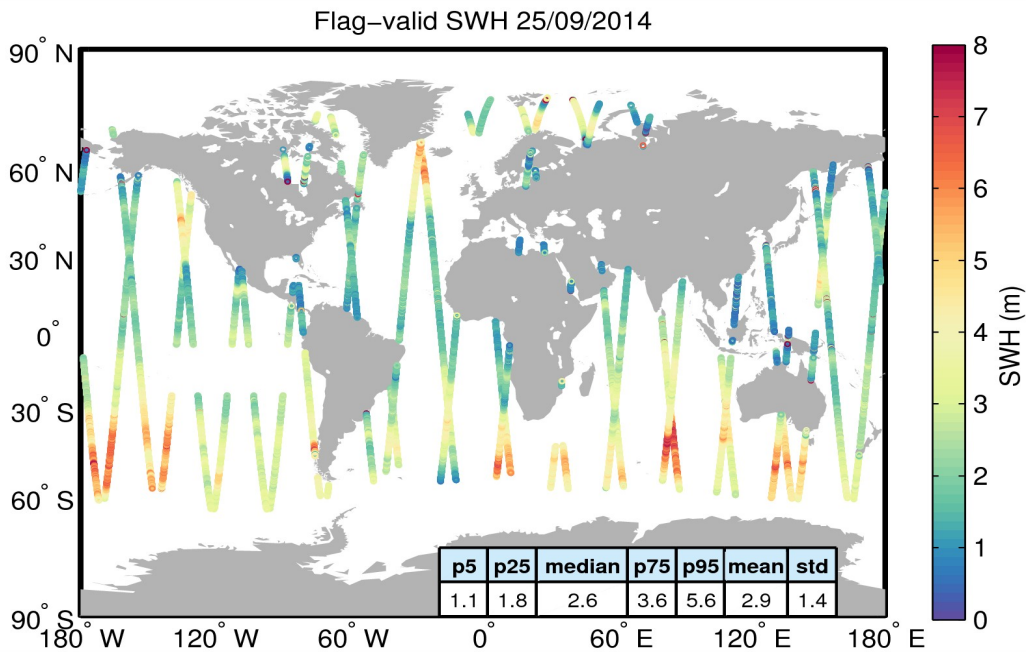 Flag−valid SWH 25/09/2014
90° N
60° N
30° N
0°
30° S
60° S
90° S
180° W
120° W
60° W
0°
60° E
120° E
180° E
p5 p25 median p75 p95 mean std
1.1 1.8 2.6 3.6 5.6 2.9 1.4
8
7
6
5
4
3
2
1
0
SWH (m)